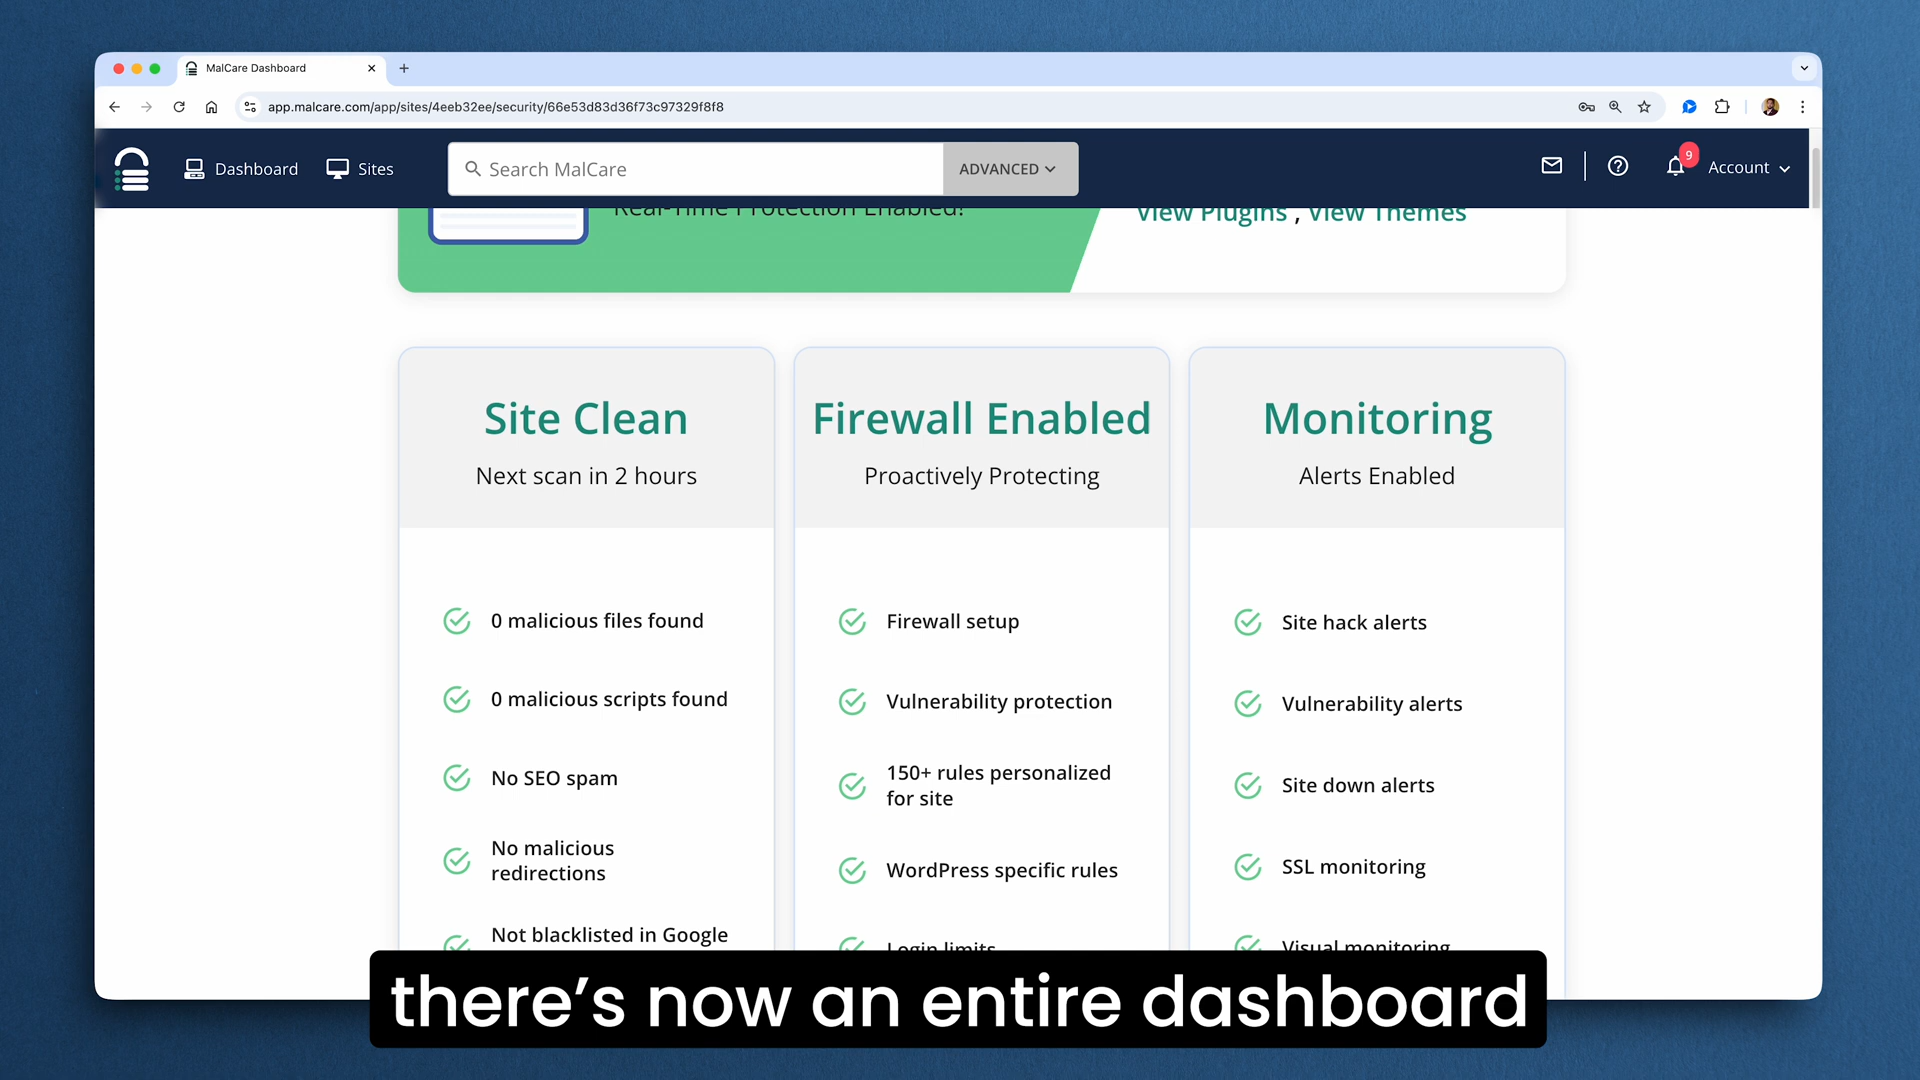 MalCare Dashboard
app.malcare.com/app/sites/4eeb32ee/security/66e53d83d36f73c97329f8f8
Dashboard
Sites
Search MalCare
ADVANCED
9
Account
Real-Time Protection Enabled!
View Plugins , View Themes
Site Clean
Next scan in 2 hours
0 malicious files found
0 malicious scripts found
No SEO spam
No malicious
redirections
Not blacklisted in Google
Firewall Enabled
Proactively Protecting
Firewall setup
Vulnerability protection
150+ rules personalized
for site
WordPress specific rules
Login limits
Monitoring
Alerts Enabled
Site hack alerts
Vulnerability alerts
Site down alerts
SSL monitoring
Visual monitoring
there's now an entire dashboard